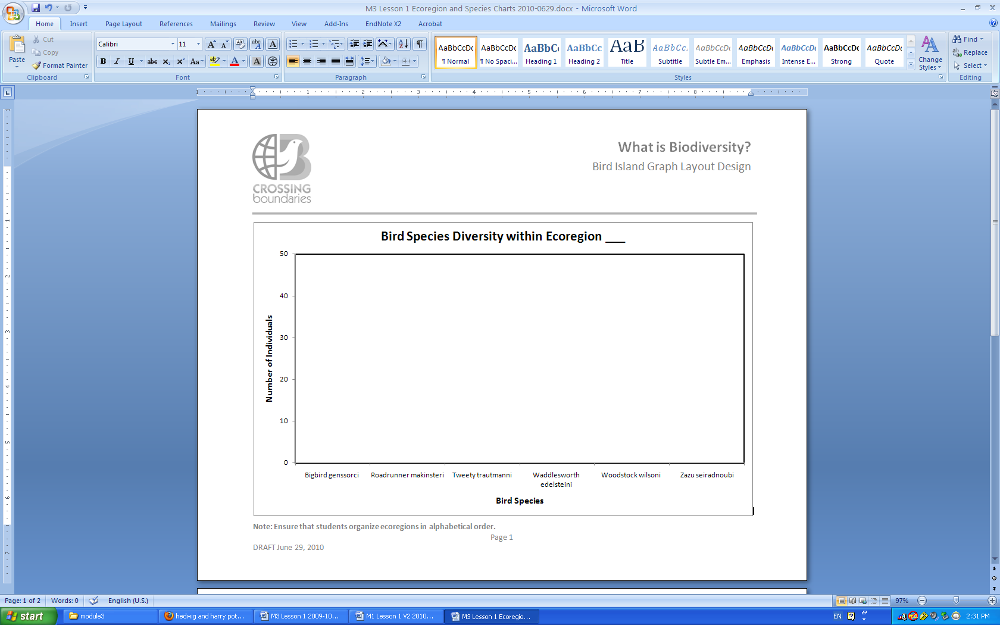 M3 Lesson 1 Ecoregion and Species Charts 2010-0629.docx - Microsoft Word
Home Insert Page Layout References Mailings Review View Add-Ins EndNote X2 Acrobat
Paste
Cut
Copy
Format Painter
Clipboard
Calibri 11
Font
Paragraph
AaBbCcDc AaBbCcDc AaBbC AaBbCc AaB AaBbCc. AaBbCcDc AaBbCcDc AaBbCcDc AaBbCcDc AaBbCcDc
¶ Normal ¶ No Spaci... Heading 1 Heading 2 Title Subtitle Subtle Em... Emphasis Intense E... Strong Quote
Change Styles
Styles
Find
Replace
Select
Editing
1 1 2 3 4 5 6 7 8
What is Biodiversity?
Bird Island Graph Layout Design
CROSSING
boundaries
Bird Species Diversity within Ecoregion ___
50
40
30
20
10
0
Number of Individuals
Bigbird genssorci Roadrunner makinsteri Tweety trautmanni Waddlesworth edelsteini Woodstock wilsoni Zazu seiradnoubi
Bird Species
Note: Ensure that students organize ecoregions in alphabetical order.
Page 1
DRAFT June 29, 2010
Page: 1 of 2 Words: 0 English (U.S.) 97%
start module3 hedwig and harry pot... M3 Lesson 1 2009-10... M1 Lesson 1 V2 2010... M3 Lesson 1 Ecoregio... EN 2:31 PM